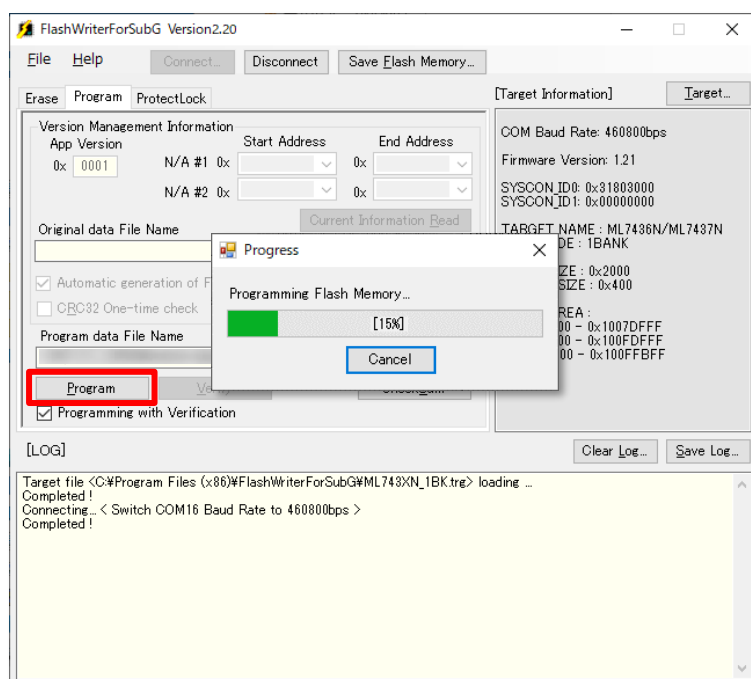 FlashWriterForSubG Version2.20
File Help Connect... Disconnect Save Flash Memory...
Erase Program ProtectLock
[Target Information] Target...
Version Management Information
App Version Start Address End Address
0x 0001 N/A #1 0x 0x
N/A #2 0x 0x
Current Information Read
Original data File Name
Automatic generation of F
CRC32 One-time check
Program data File Name
Program
Programming with Verification
COM Baud Rate: 460800bps
Firmware Version: 1.21
SYSCON_ID0: 0x31803000
SYSCON_ID1: 0x00000000
TARGET NAME : ML7436N/ML7437N
DE : 1BANK
ZE : 0x2000
SIZE : 0x400
REA :
00 - 0x1007DFFF
00 - 0x100FDFFF
00 - 0x100FFBFF
Progress
Programming Flash Memory...
[15%]
Cancel
[LOG] Clear Log... Save Log...
Target file <C:¥Program Files (x86)¥FlashWriterForSubG¥ML743XN_1BK.trg> loading ...
Completed !
Connecting... < Switch COM16 Baud Rate to 460800bps >
Completed !